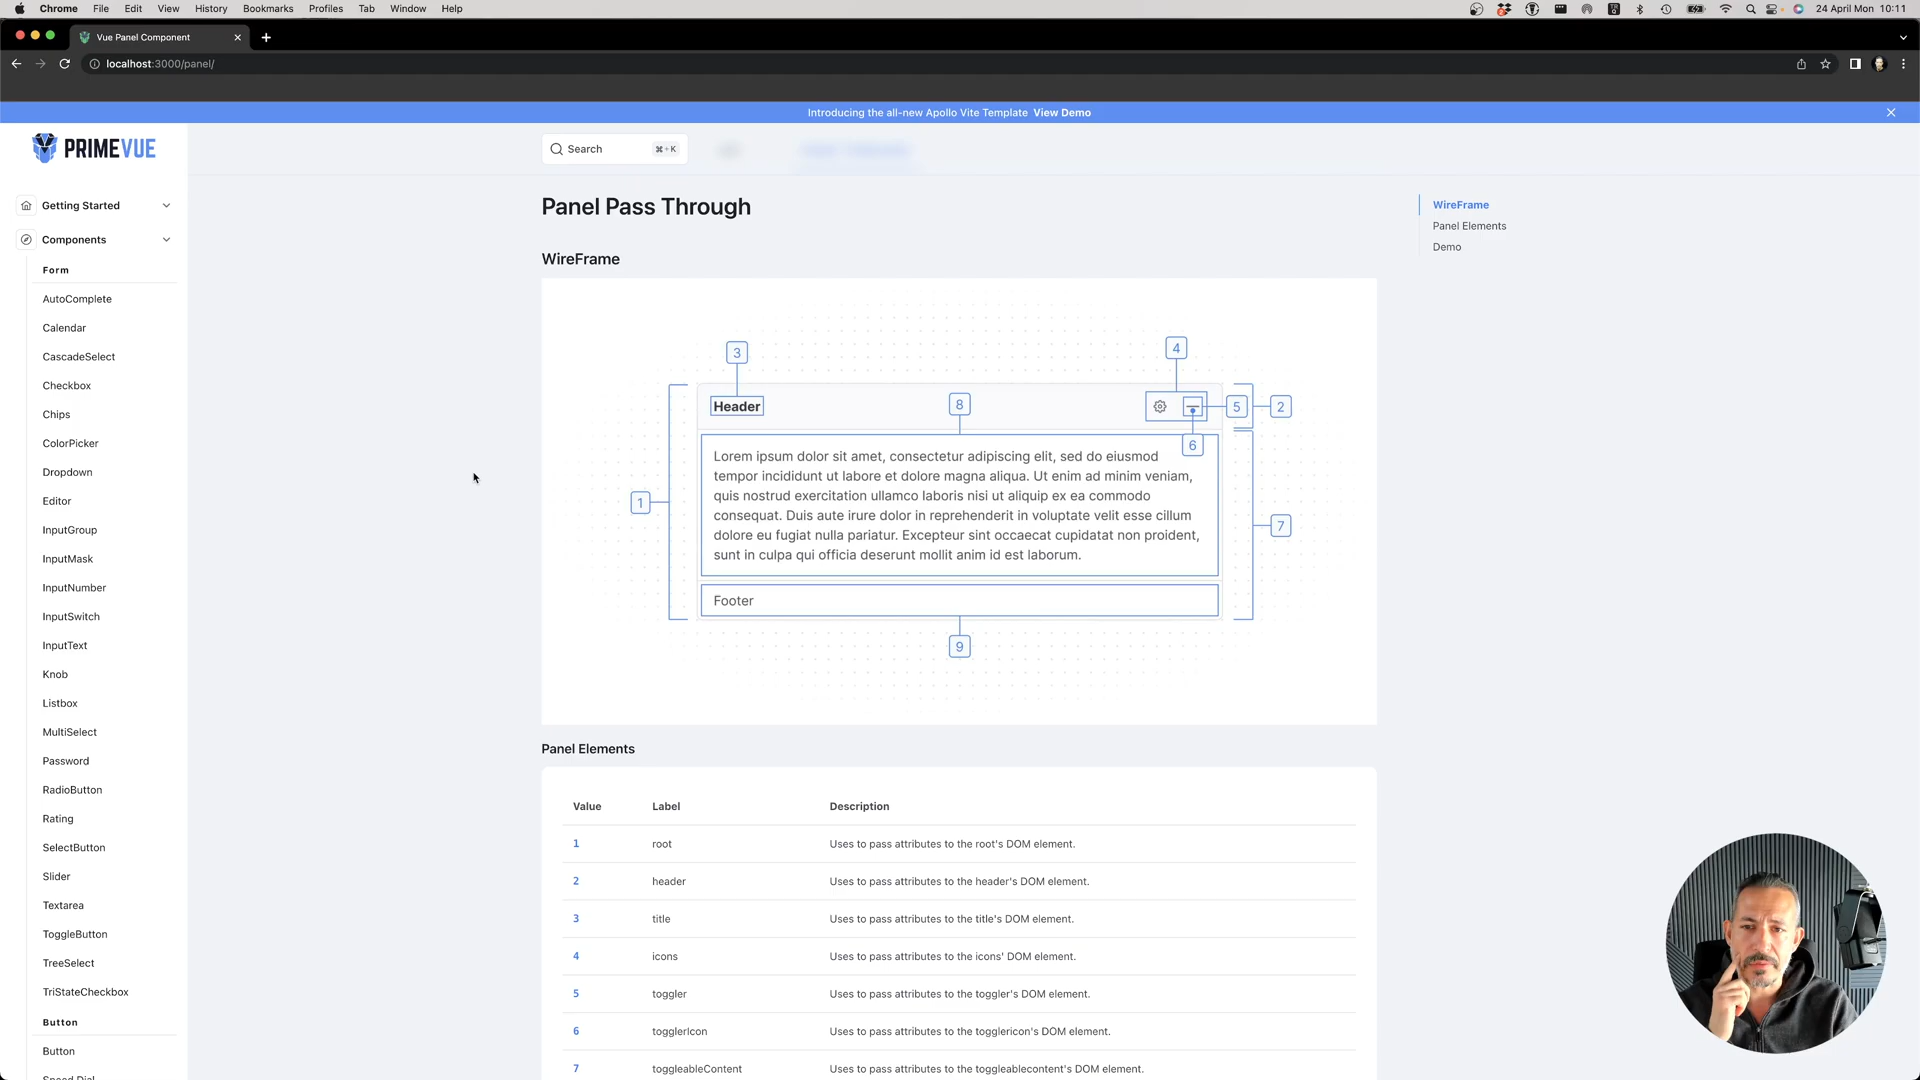 Chrome File Edit View History Bookmarks Profiles Tab Window Help
24 April Mon 10:11
Vue Panel Component
localhost:3000/panel/
Introducing the all-new Apollo Vite Template View Demo
PRIMEVUE
Search
⌘+K
Getting Started
Components
Form
AutoComplete
Calendar
CascadeSelect
Checkbox
Chips
ColorPicker
Dropdown
Editor
InputGroup
InputMask
InputNumber
InputSwitch
InputText
Knob
Listbox
MultiSelect
Password
RadioButton
Rating
SelectButton
Slider
Textarea
ToggleButton
TreeSelect
TriStateCheckbox
Button
Button
Speed Dial
Panel Pass Through
WireFrame
3
4
Header
8
5
2
6
Lorem ipsum dolor sit amet, consectetur adipiscing elit, sed do eiusmod
tempor incididunt ut labore et dolore magna aliqua. Ut enim ad minim veniam,
quis nostrud exercitation ullamco laboris nisi ut aliquip ex ea commodo
consequat. Duis aute irure dolor in reprehenderit in voluptate velit esse cillum
dolore eu fugiat nulla pariatur. Excepteur sint occaecat cupidatat non proident,
sunt in culpa qui officia deserunt mollit anim id est laborum.
1
7
Footer
9
Panel Elements
Value Label Description
1 root Uses to pass attributes to the root's DOM element.
2 header Uses to pass attributes to the header's DOM element.
3 title Uses to pass attributes to the title's DOM element.
4 icons Uses to pass attributes to the icons' DOM element.
5 toggler Uses to pass attributes to the toggler's DOM element.
6 togglerIcon Uses to pass attributes to the togglericon's DOM element.
7 toggleableContent Uses to pass attributes to the toggleablecontent's DOM element.
WireFrame
Panel Elements
Demo